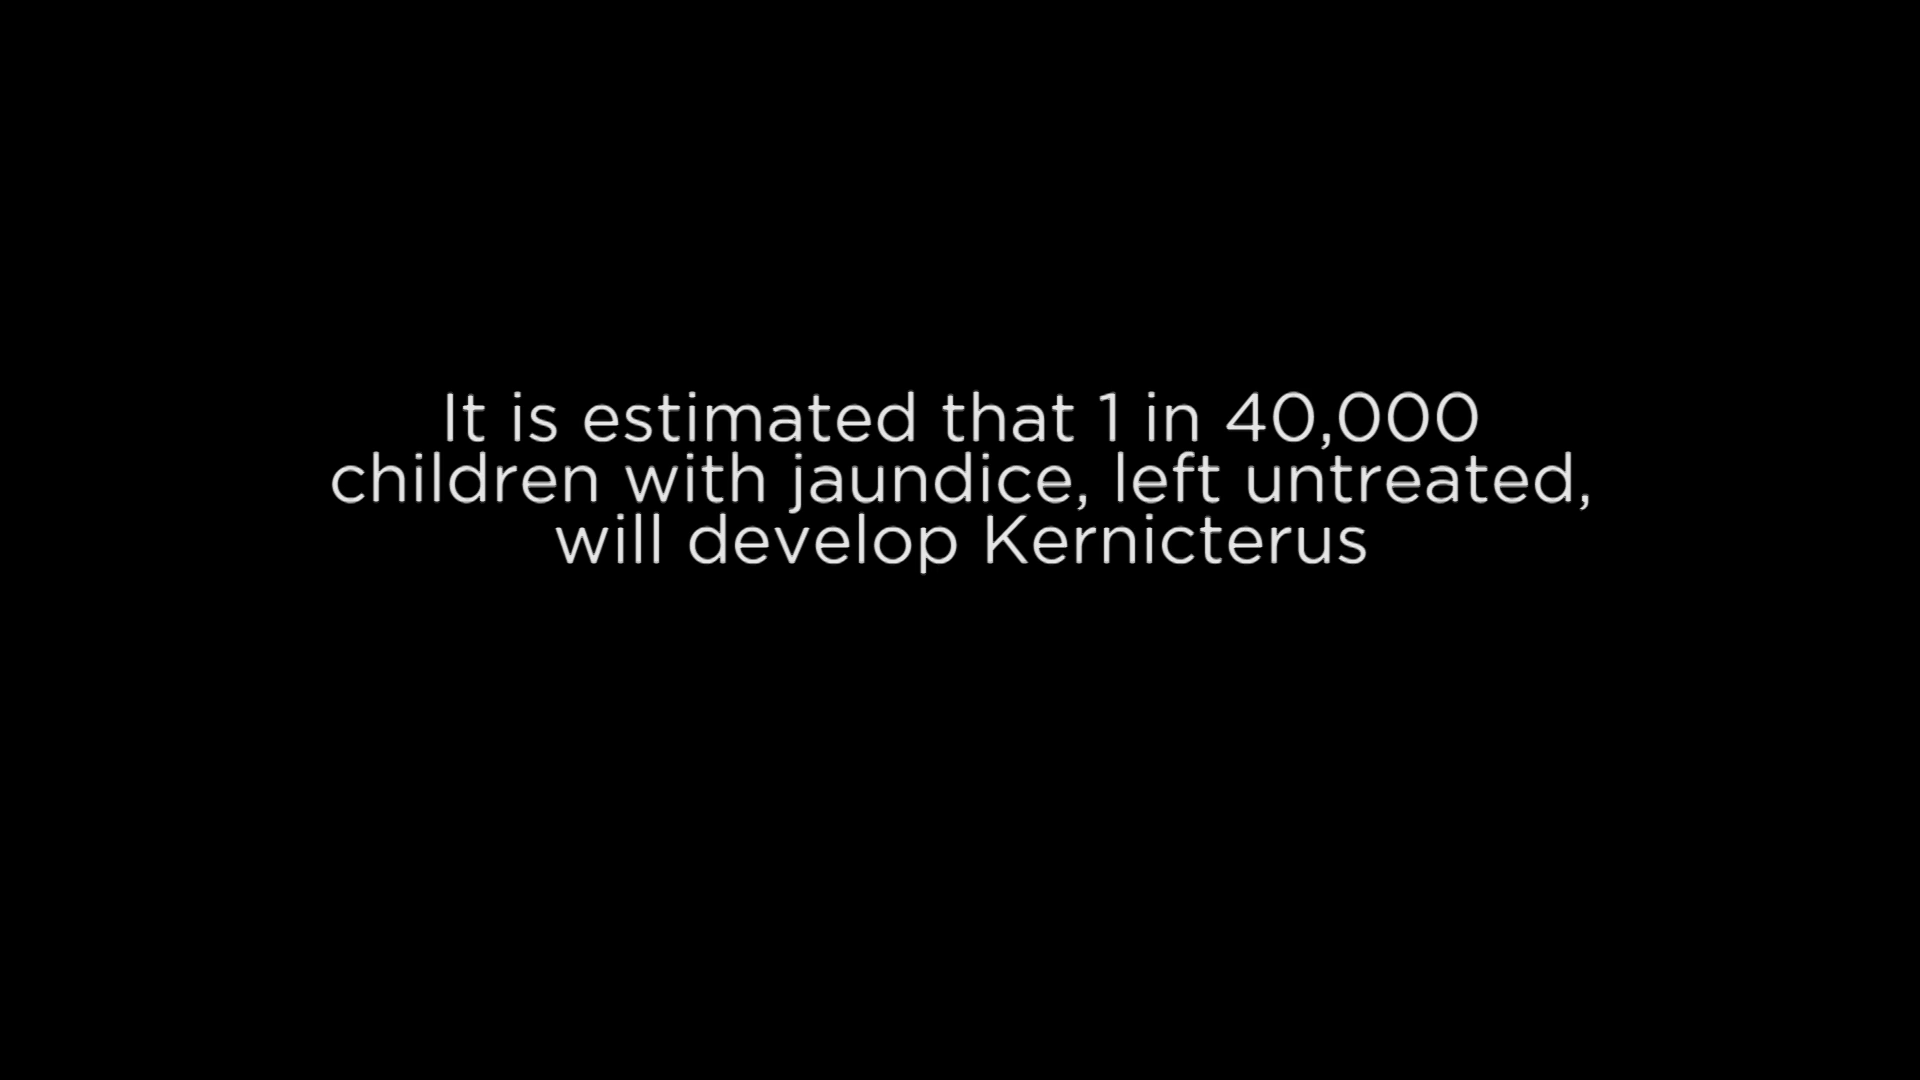 It is estimated that 1 in 40,000
children with jaundice, left untreated,
will develop Kernicterus